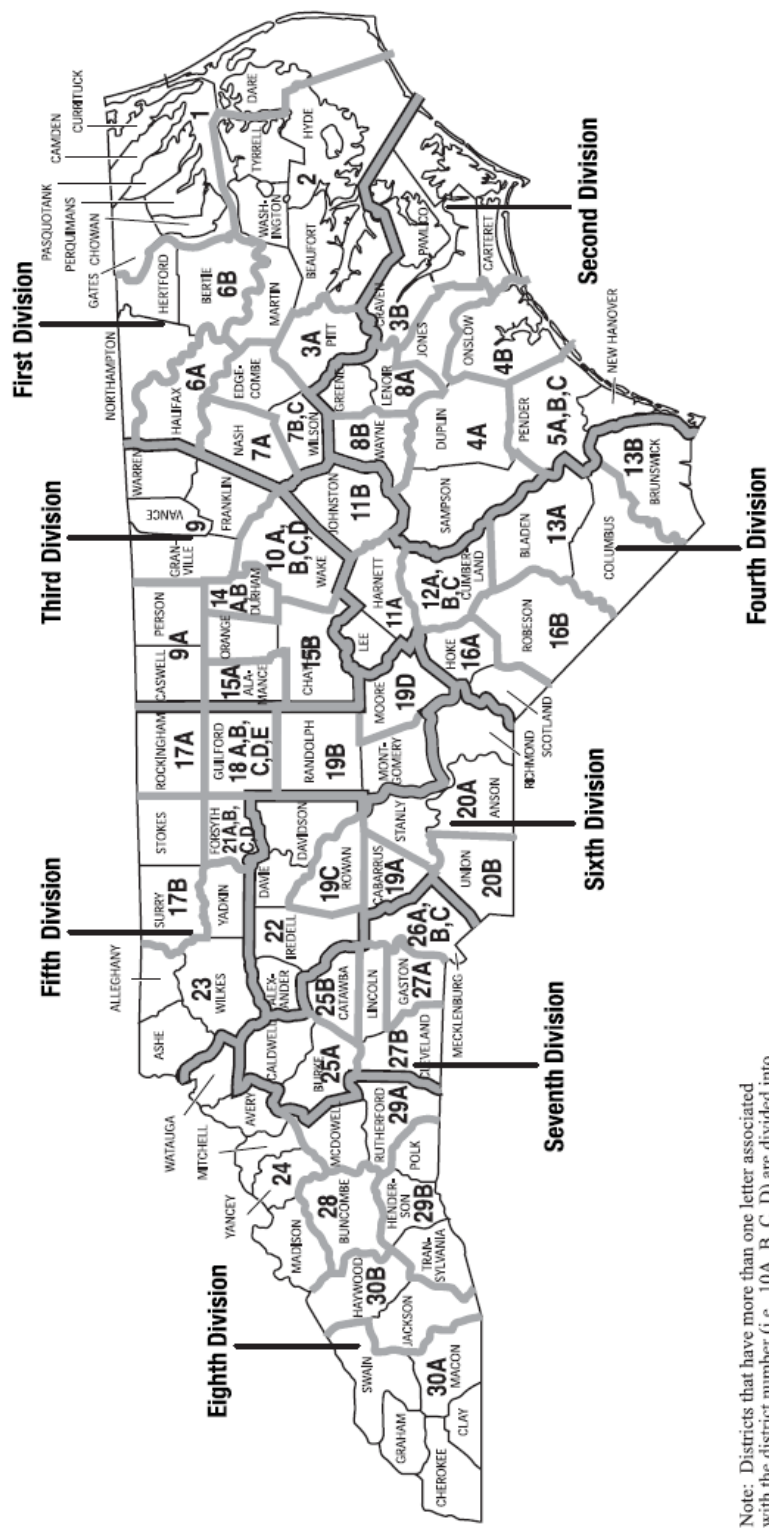 First Division
Second Division
Third Division
Fourth Division
Fifth Division
Sixth Division
Seventh Division
Eighth Division
CURRITUCK
CAMDEN
PASQUOTANK
PERQUIMANS
CHOWAN
GATES
1
DARE
TYRRELL
HYDE
WASH-
INGTON
2
BEAUFORT
MARTIN
HERTFORD
BERTIE
6B
NORTHAMPTON
HALIFAX
6A
EDGE-
COMBE
NASH
7A
7B,C
WILSON
3A
PITT
GREENE
CRAVEN
3B
PAMLICO
CARTERET
JONES
LENOIR
8A
8B
WAYNE
ONSLOW
4B
DUPLIN
4A
SAMPSON
PENDER
5A,B,C
NEW HANOVER
WARREN
VANCE
9
FRANKLIN
GRAN-
VILLE
PERSON
9A
CASWELL
10 A,
B,C,D
WAKE
14
A,B
DURHAM
ORANGE
15A
ALA-
MANCE
CHAT
15B
JOHNSTON
11B
HARNETT
11A
LEE
12A,
B,C
CUMBER-
LAND
BLADEN
13A
COLUMBUS
13B
BRUNSWICK
ROBESON
16B
HOKE
16A
SCOTLAND
ROCKINGHAM
17A
GUILFORD
18 A,B,
C,D,E
RANDOLPH
19B
MOORE
19D
MONT-
GOMERY
RICHMOND
STOKES
SURRY
17B
FORSYTH
21A,B,
C,D
YADKIN
ALLEGHANY
ASHE
23
WILKES
DAVIDSON
DAVIE
19C
ROWAN
22
IREDELL
ALEX-
ANDER
STANLY
CABARRUS
19A
20A
ANSON
UNION
20B
26A,
B,C
MECKLENBURG
25B
CATAWBA
LINCOLN
GASTON
27A
27B
CLEVELAND
CALDWELL
BURKE
25A
WATAUGA
MITCHELL
AVERY
YANCEY
24
MADISON
MCDOWELL
RUTHERFORD
29A
POLK
28
BUNCOMBE
HENDER-
SON
29B
TRAN-
SYLVANIA
HAYWOOD
30B
JACKSON
SWAIN
30A
MACON
GRAHAM
CHEROKEE
CLAY
Note: Districts that have more than one letter associated
with the district number (i.e., 10A, B, C, D) are divided into